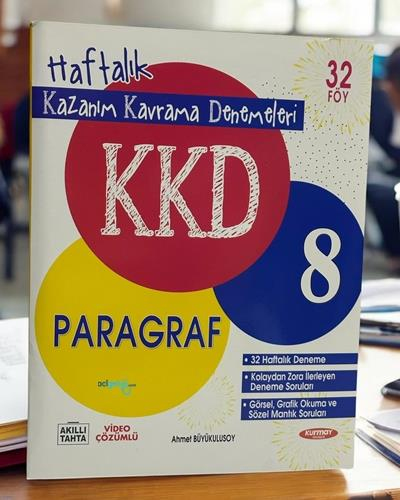 Haftalık
32
FÖY
Kazanım Kavrama Denemeleri
KKD
8
PARAGRAF
• 32 Haftalık Deneme
• Kolaydan Zora İlerleyen
Deneme Soruları
• Görsel, Grafik Okuma ve
Sözel Mantık Soruları
AKILLI
TAHTA
VİDEO
ÇÖZÜMLÜ
Ahmet BÜYÜKULUSOY
kurmay